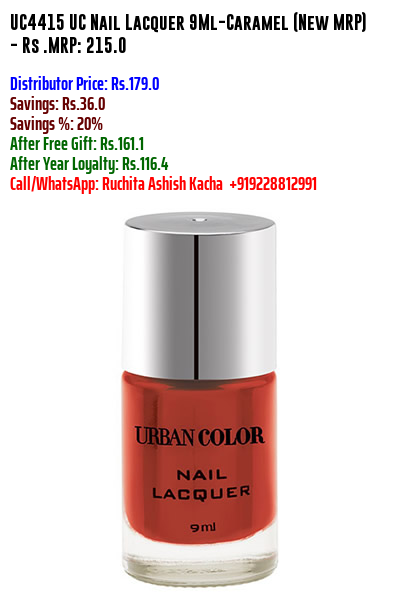 UC4415 UC Nail Lacquer 9Ml-Caramel (New MRP)
- Rs .MRP: 215.0
Distributor Price: Rs.179.0
Savings: Rs.36.0
Savings %: 20%
After Free Gift: Rs.161.1
After Year Loyalty: Rs.116.4
Call/WhatsApp: Ruchita Ashish Kacha +919228812991
URBAN COLOR
NAIL
LACQUER
9ml